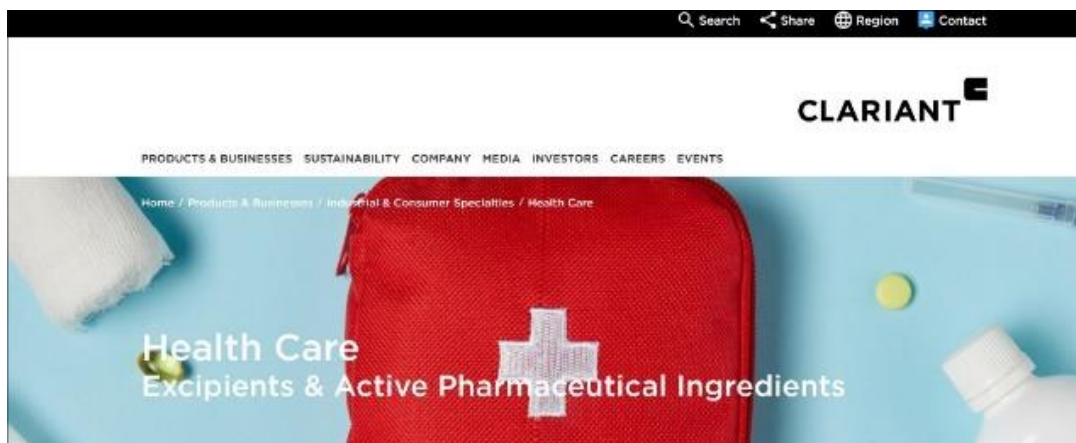 Search Share Region Contact
CLARIANT
PRODUCTS & BUSINESSES SUSTAINABILITY COMPANY MEDIA INVESTORS CAREERS EVENTS
Home / Products & Businesses / Industrial & Consumer Specialties / Health Care
Health Care
Excipients & Active Pharmaceutical Ingredients